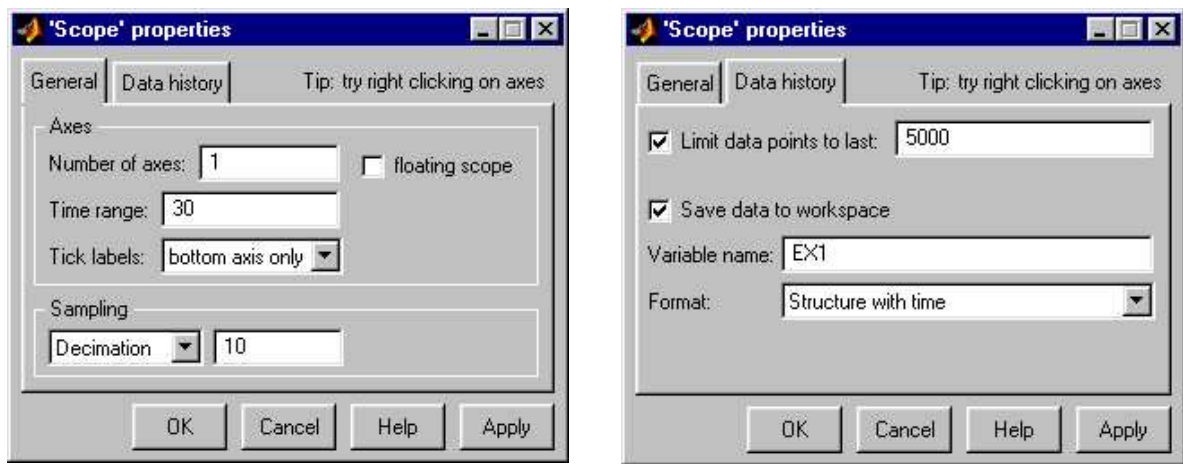 'Scope' properties
General Data history Tip: try right clicking on axes
Axes
Number of axes: 1 floating scope
Time range: 30
Tick labels: bottom axis only
Sampling
Decimation 10
OK Cancel Help Apply
'Scope' properties
General Data history Tip: try right clicking on axes
Limit data points to last: 5000
Save data to workspace
Variable name: EX1
Format: Structure with time
OK Cancel Help Apply